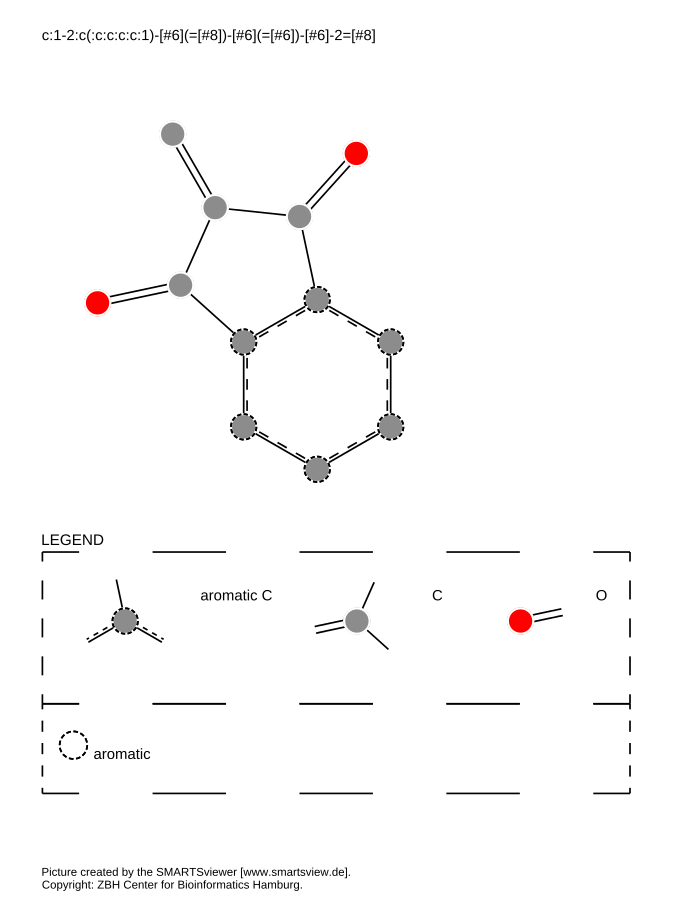 c:1-2:c(:c:c:c:c:1)-[#6](=[#8])-[#6](=[#6])-[#6]-2=[#8]
LEGEND
aromatic C
C
O
aromatic
Picture created by the SMARTSviewer [www.smartsview.de].
Copyright: ZBH Center for Bioinformatics Hamburg.